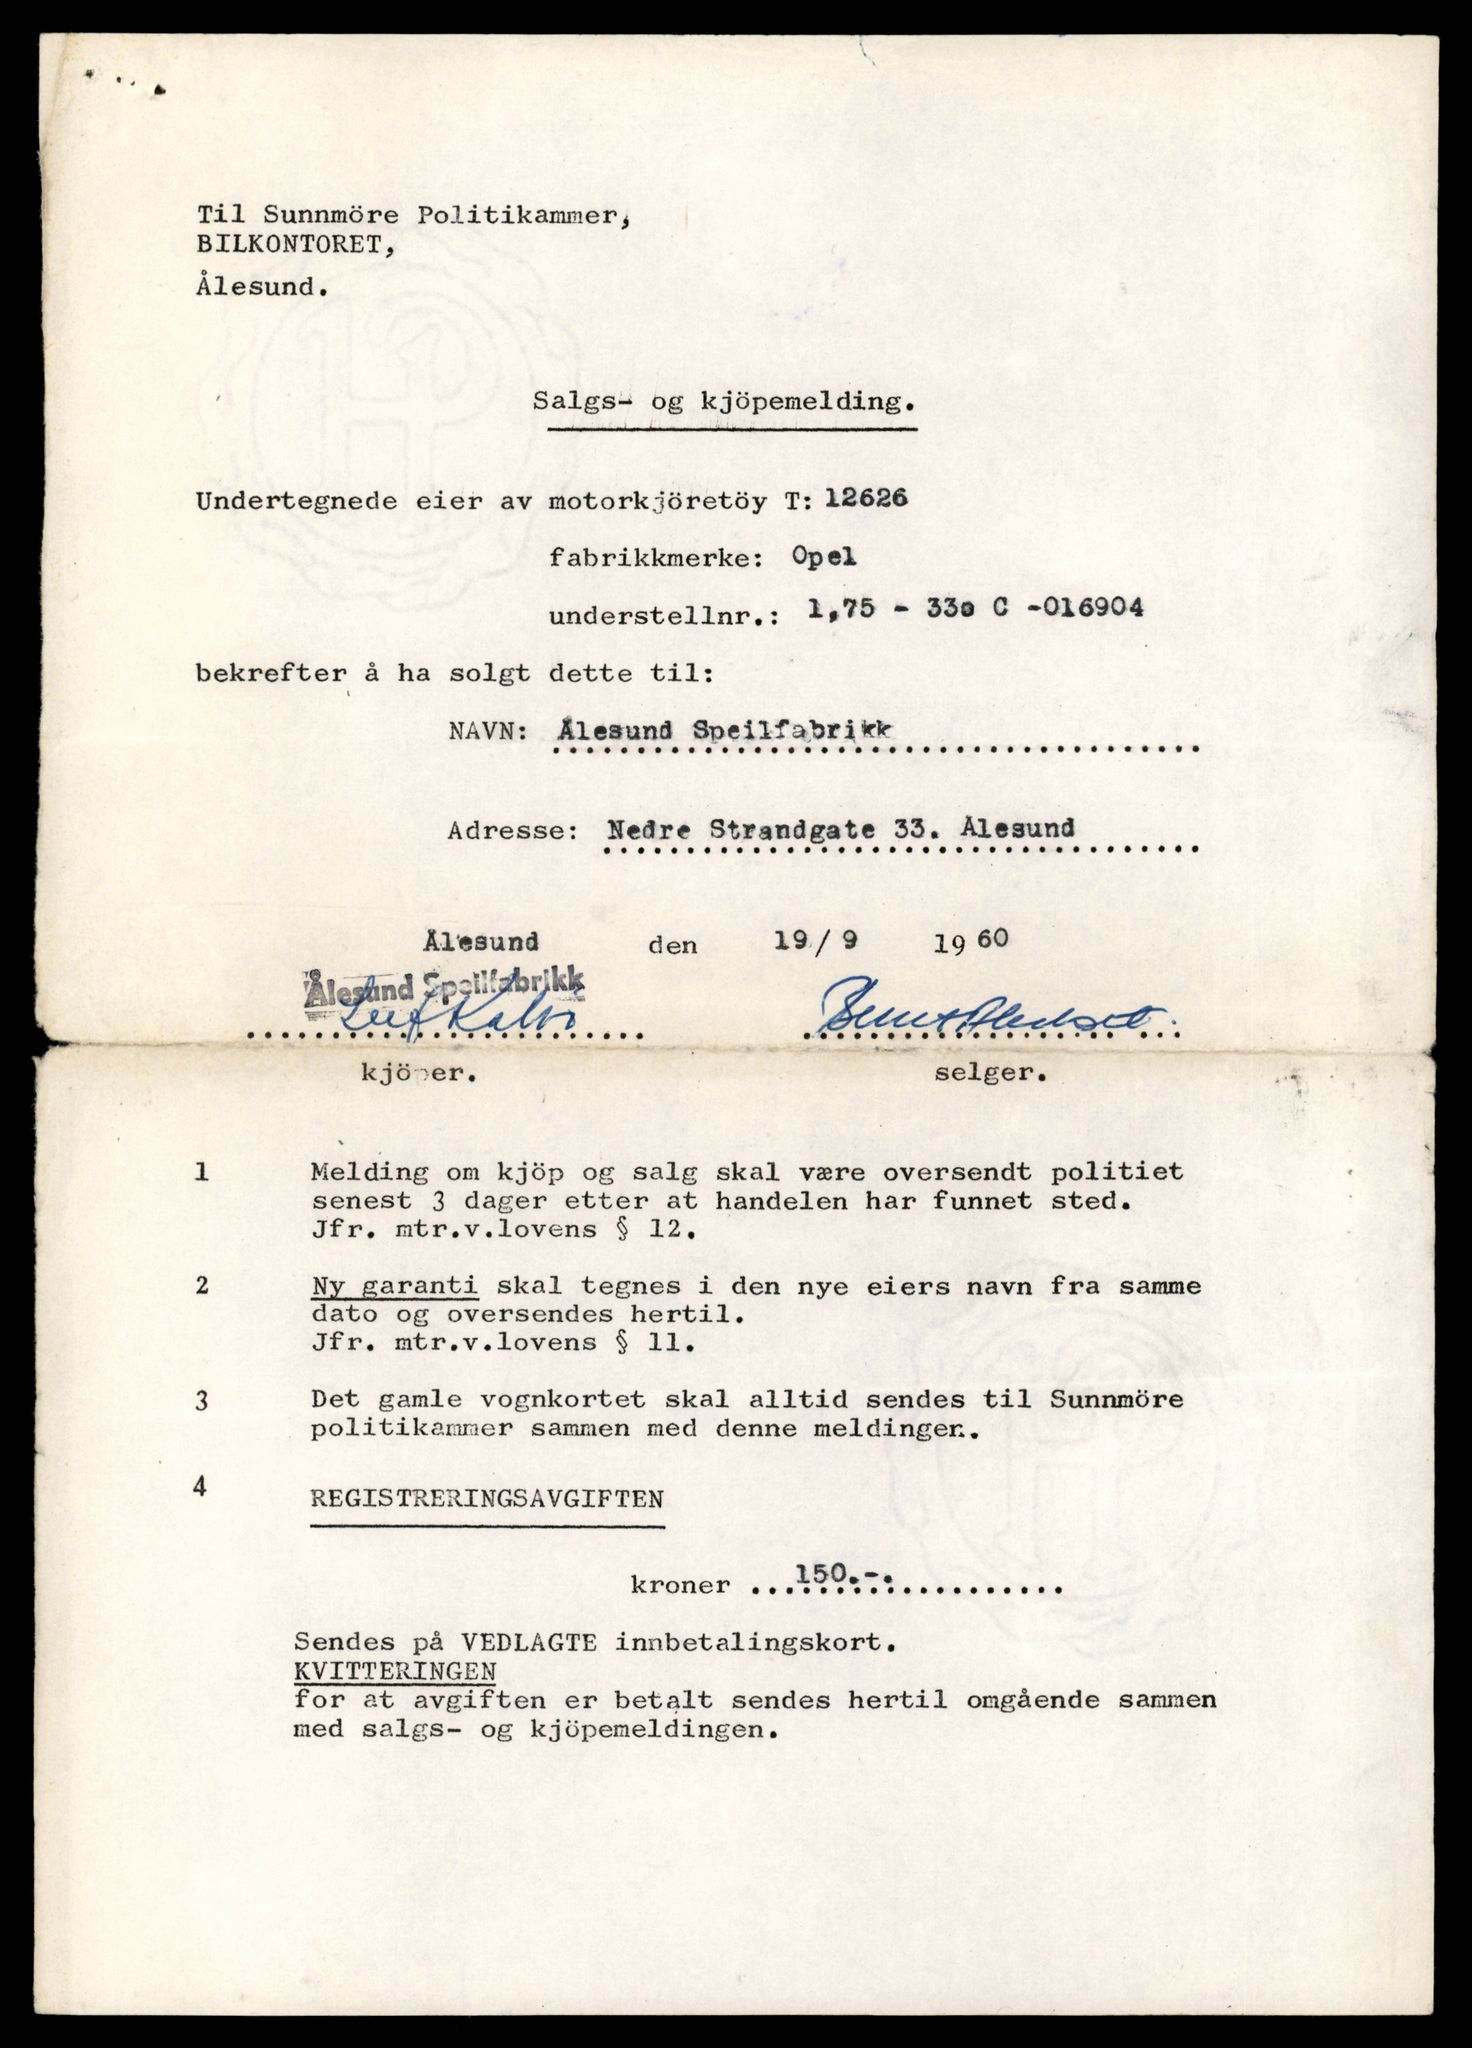 Til Sunnmöre Politikammer,
BILKONTORET,
Ålesund.
Salgs- og kjöpemelding.
Undertegnede eier av motorkjöretöy T: 12626
fabrikkmerke: Opel
understellnr.: 1,75 - 330 C -016904
bekrefter å ha solgt dette til:
NAVN: Ålesund Speilfabrikk
Adresse: Nedre Strandgate 33. Ålesund
Ålesund den 19/9 1960
Ålesund Speilfabrikk
Leif Kalvö
kjöper. selger.
1 Melding om kjöp og salg skal være oversendt politiet
senest 3 dager etter at handelen har funnet sted.
Jfr. mtr.v.lovens § 12.
2 Ny garanti skal tegnes i den nye eiers navn fra samme
dato og oversendes hertil.
Jfr. mtr.v.lovens § 11.
3 Det gamle vognkortet skal alltid sendes til Sunnmöre
politikammer sammen med denne meldingen.
4 REGISTRERINGSAVGIFTEN
kroner 150.-.
Sendes på VEDLAGTE innbetalingskort.
KVITTERINGEN
for at avgiften er betalt sendes hertil omgående sammen
med salgs- og kjöpemeldingen.